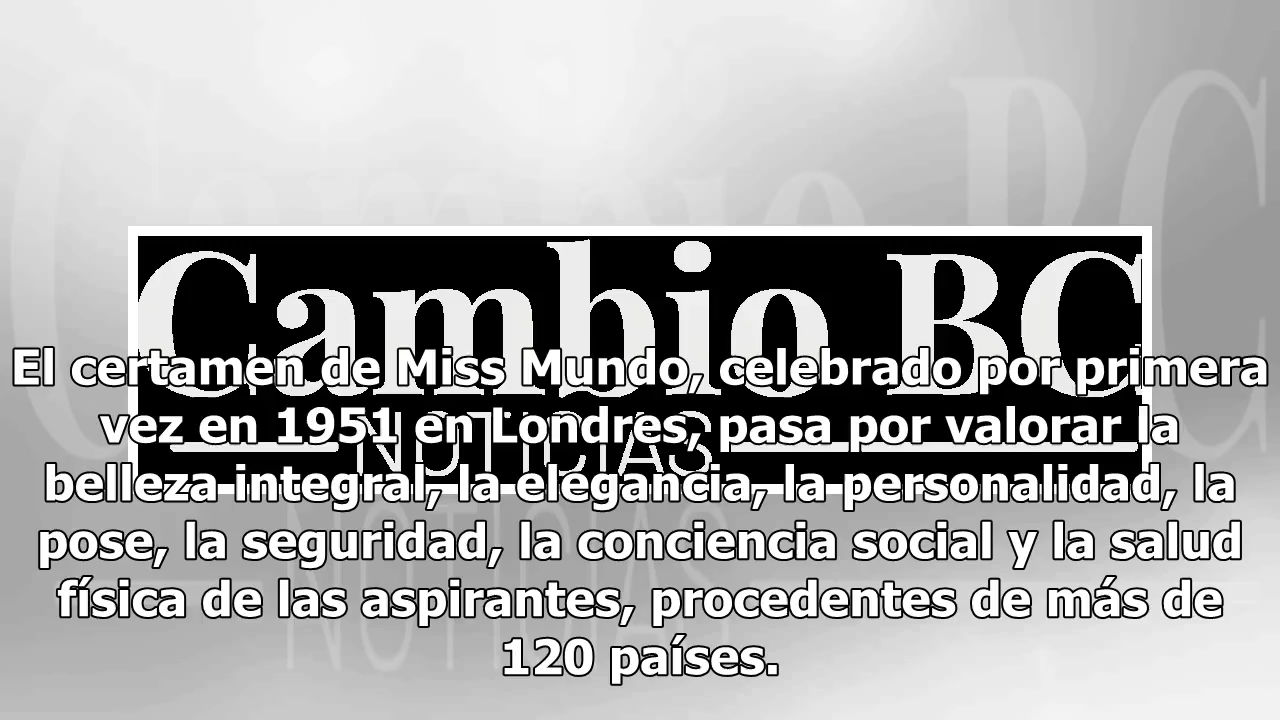 Cambio BC
NOTICIAS
El certamen de Miss Mundo, celebrado por primera
vez en 1951 en Londres, pasa por valorar la
belleza integral, la elegancia, la personalidad, la
pose, la seguridad, la conciencia social y la salud
física de las aspirantes, procedentes de más de
120 países.